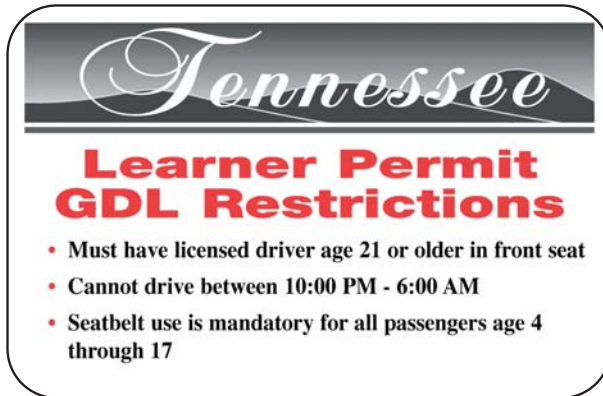 Tennessee
Learner Permit
GDL Restrictions
• Must have licensed driver age 21 or older in front seat
• Cannot drive between 10:00 PM - 6:00 AM
• Seatbelt use is mandatory for all passengers age 4
through 17